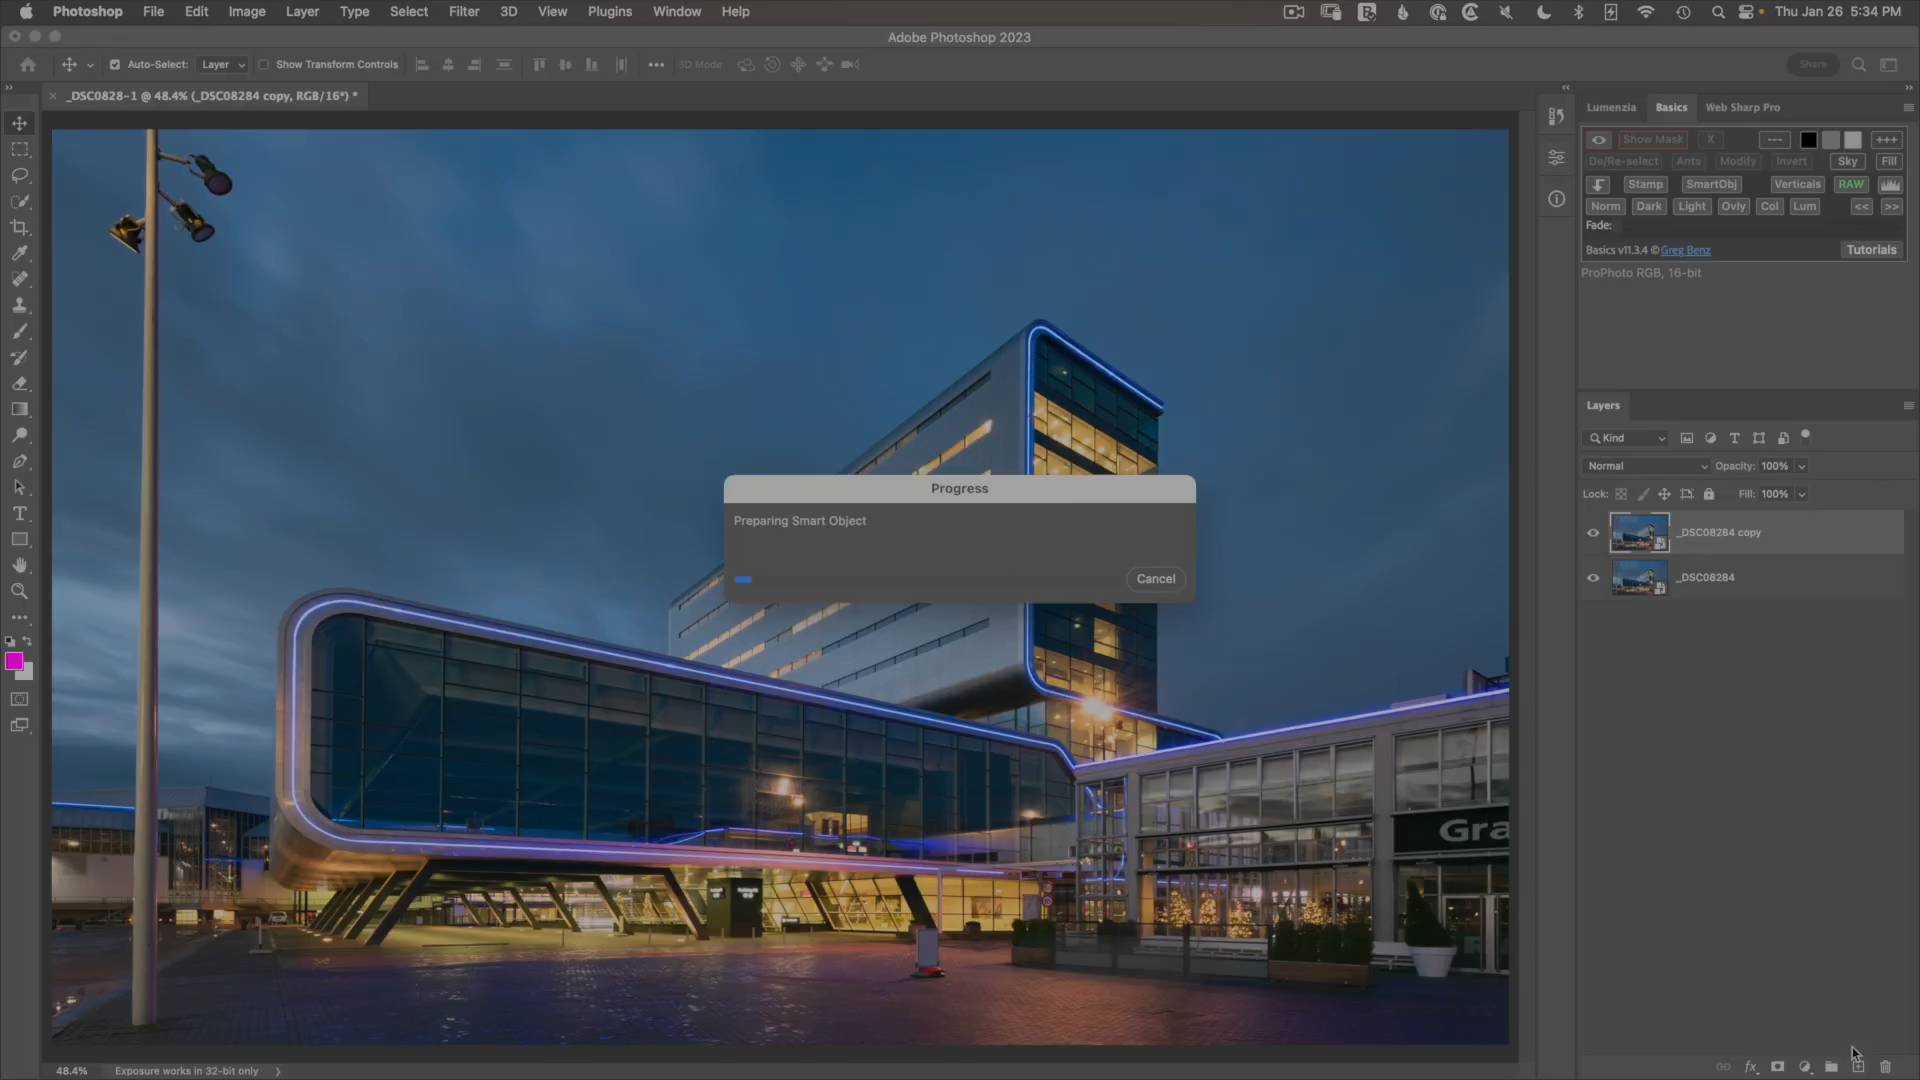 Photoshop File Edit Image Layer Type Select Filter 3D View Plugins Window Help Thu Jan 26 5:34 PM
Adobe Photoshop 2023
Auto-Select: Layer Show Transform Controls 3D Mode: Share
_DSC0828-1 @ 48.4% (_DSC08284 copy, RGB/16*) *
Lumenzia Basics Web Sharp Pro
Show Mask X --- +++
De/Re-select Ants Modify Invert Sky Fill
Stamp SmartObj Verticals RAW
Norm Dark Light Ovly Col Lum << >>
Fade:
Basics v11.3.4 © Greg Benz Tutorials
ProPhoto RGB, 16-bit
Layers
Kind
Normal Opacity: 100%
Lock: Fill: 100%
_DSC08284 copy
_DSC08284
Progress
Preparing Smart Object
Cancel
Gra
48.4% Exposure works in 32-bit only